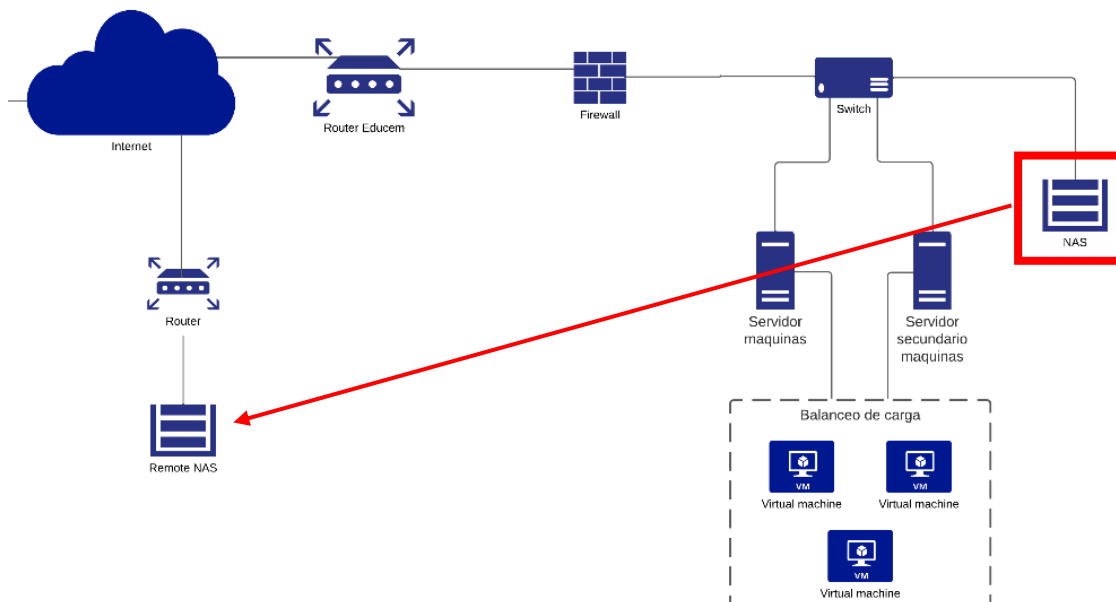 Internet
Router Educem
Firewall
Switch
NAS
Router
Servidor
maquinas
Servidor
secundario
maquinas
Remote NAS
Balanceo de carga
VM
Virtual machine
VM
Virtual machine
VM
Virtual machine